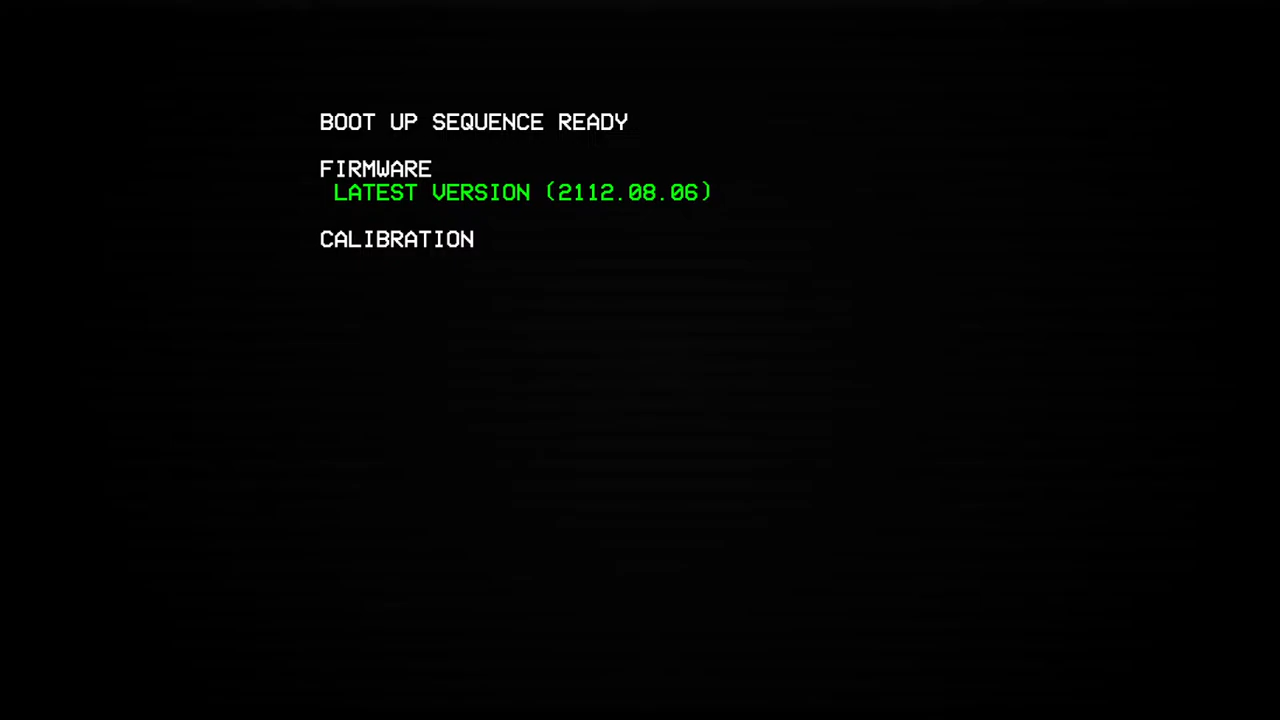 BOOT UP SEQUENCE READY
FIRMWARE
LATEST VERSION (2112.08.06)
CALIBRATION